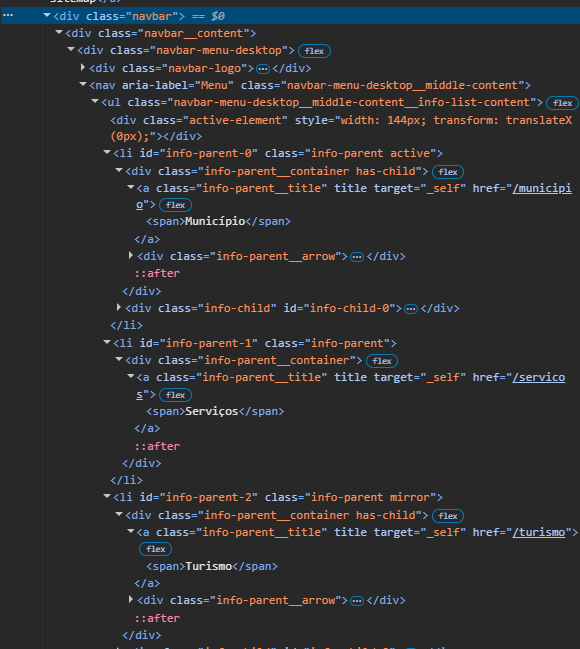 sitemap</a>
••• <div class="navbar"> == $0
<div class="navbar__content">
<div class="navbar-menu-desktop"> flex
<div class="navbar-logo"> ••• </div>
<nav aria-label="Menu" class="navbar-menu-desktop__middle-content">
<ul class="navbar-menu-desktop__middle-content__info-list-content"> flex
<div class="active-element" style="width: 144px; transform: translateX
(0px);"></div>
<li id="info-parent-0" class="info-parent active">
<div class="info-parent__container has-child"> flex
<a class="info-parent__title" title target="_self" href="/municipi
o"> flex
<span>Município</span>
</a>
<div class="info-parent__arrow"> ••• </div>
::after
</div>
<div class="info-child" id="info-child-0"> ••• </div>
</li>
<li id="info-parent-1" class="info-parent">
<div class="info-parent__container"> flex
<a class="info-parent__title" title target="_self" href="/servico
s"> flex
<span>Serviços</span>
</a>
::after
</div>
</li>
<li id="info-parent-2" class="info-parent mirror">
<div class="info-parent__container has-child"> flex
<a class="info-parent__title" title target="_self" href="/turismo">
flex
<span>Turismo</span>
</a>
<div class="info-parent__arrow"> ••• </div>
::after
</div>